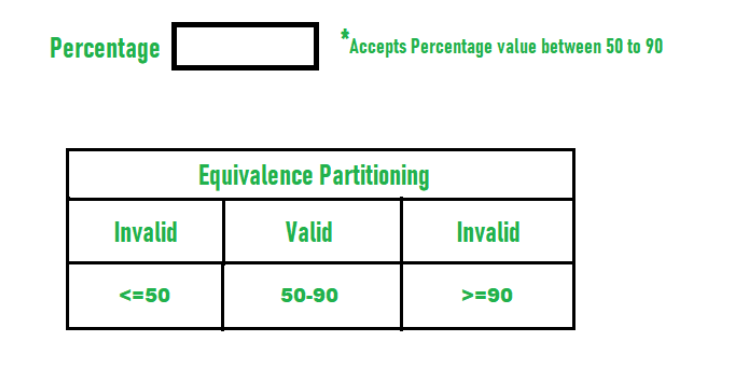 Percentage
*Accepts Percentage value between 50 to 90
Equivalence Partitioning
Invalid Valid Invalid
<=50 50-90 >=90